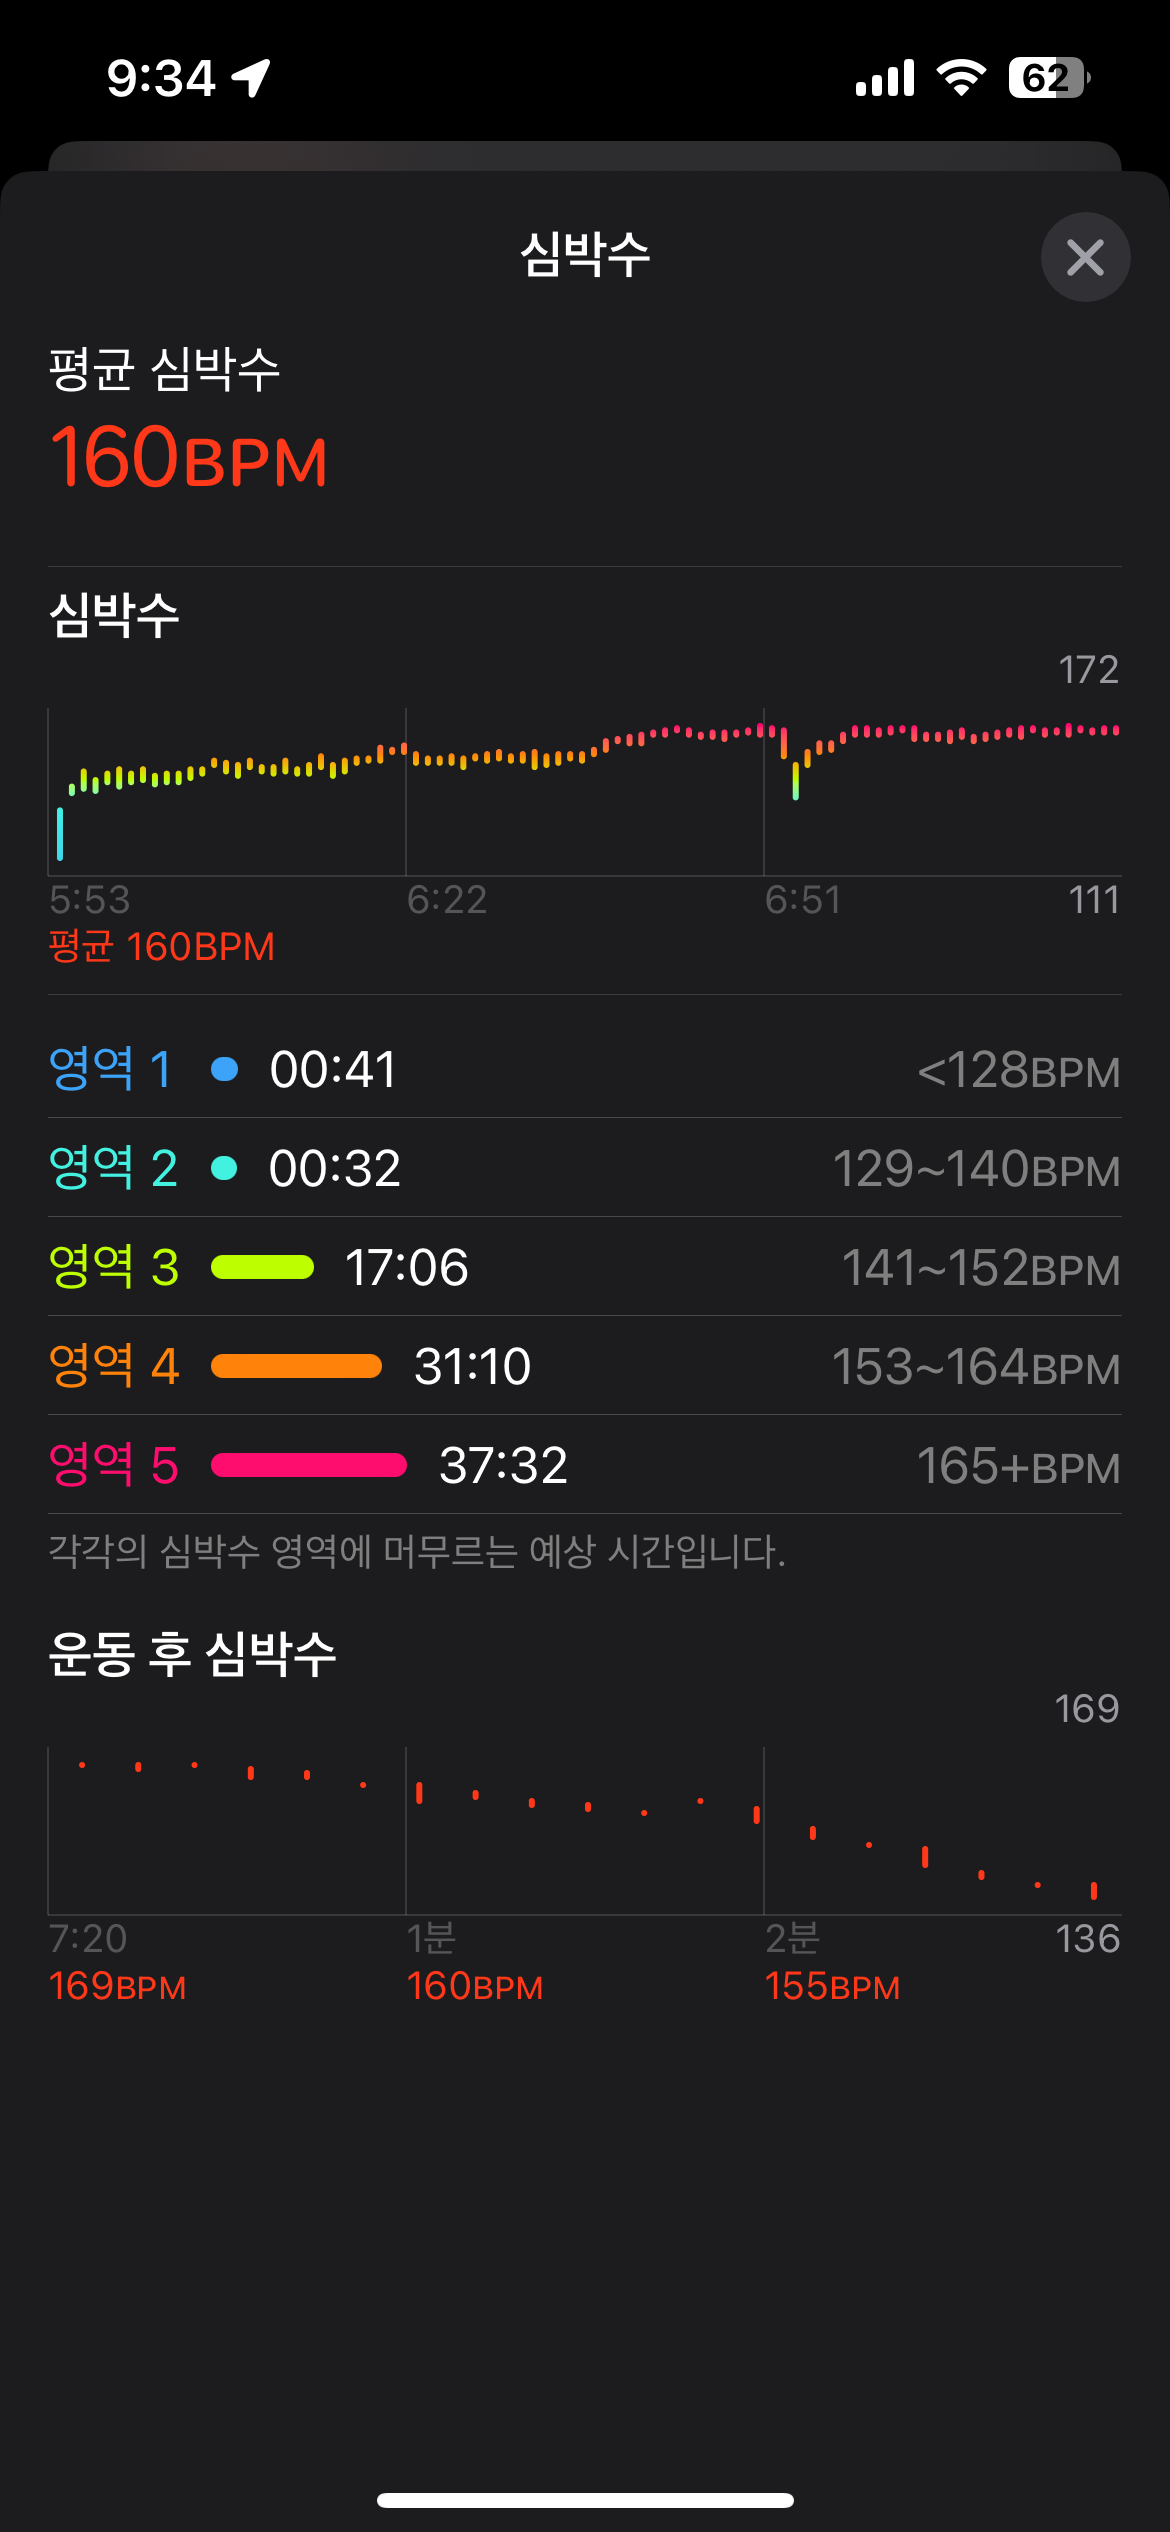 9:34
62
심박수
평균 심박수
160BPM
심박수
172
5:53 6:22 6:51 111
평균 160BPM
영역 1 00:41 <128BPM
영역 2 00:32 129~140BPM
영역 3 17:06 141~152BPM
영역 4 31:10 153~164BPM
영역 5 37:32 165+BPM
각각의 심박수 영역에 머무르는 예상 시간입니다.
운동 후 심박수
169
7:20 1분 2분 136
169BPM 160BPM 155BPM